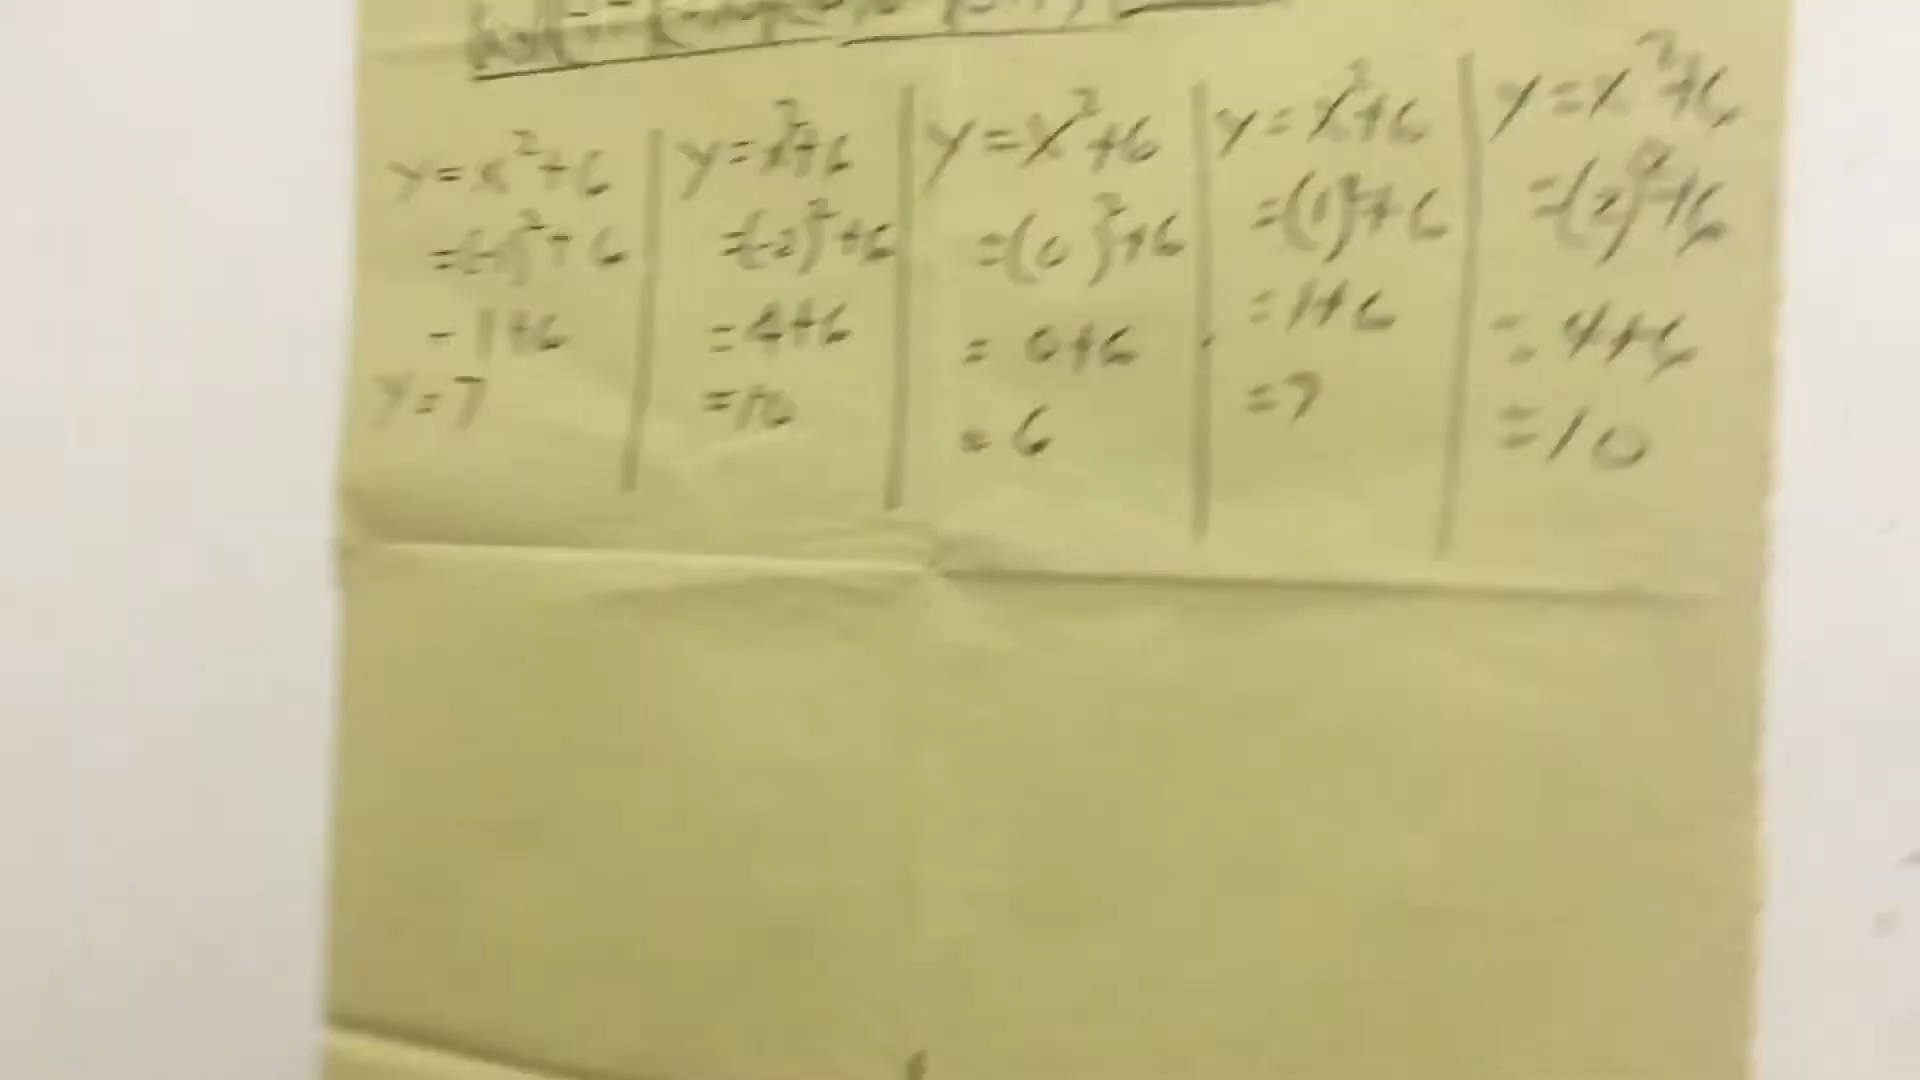 y = x² + 6
= (-1)² + 6
= 1+6
y = 7
y = x² + 6
= (-2)² + 6
= 4+6
= 10
y = x² + 6
= (0)² + 6
= 0+6
= 6
y = x² + 6
= (1)² + 6
= 1+6
= 7
y = x² + 6
= (2)² + 6
= 4+6
= 10